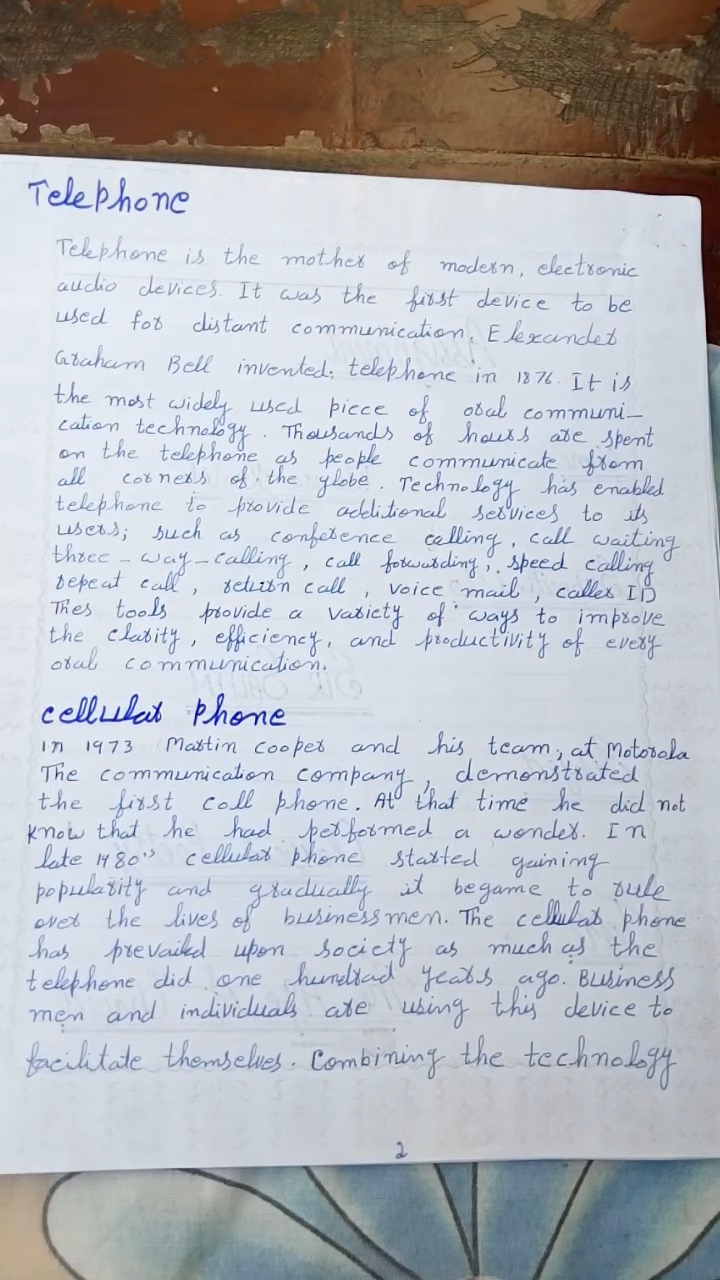 Telephone
Telephone is the mother of modern, electronic
audio devices. It was the first device to be
used for distant communication. Elexander
Graham Bell invented; telephone in 1876. It is
the most widely used piece of oral communi-
cation technology. Thousands of hours are spent
on the telephone as people communicate from
all corners of the globe. Technology has enabled
telephone to provide additional services to its
users; such as conference calling, call waiting
three-way-calling, call forwarding, speed calling
repeat call, return call, voice mail, caller ID
Thes tools provide a variety of ways to improve
the clarity, efficiency, and productivity of every
oral communication.
cellular phone
in 1973 Martin cooper and his team, at Motorola
The communication company, demonstrated
the first coll phone. At that time he did not
know that he had performed a wonder. In
late 1980's cellular phone started gaining
popularity and gradually it begame to rule
over the lives of businessmen. The cellular phone
has prevailed upon society as much as the
telephone did one hundrad years ago. Business
men and individuals are using this device to
facilitate themselves. Combining the technology
2